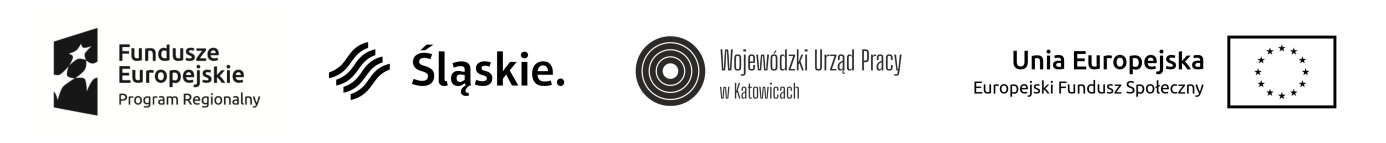 Fundusze
Europejskie
Program Regionalny
Śląskie.
Wojewódzki Urząd Pracy
w Katowicach
Unia Europejska
Europejski Fundusz Społeczny